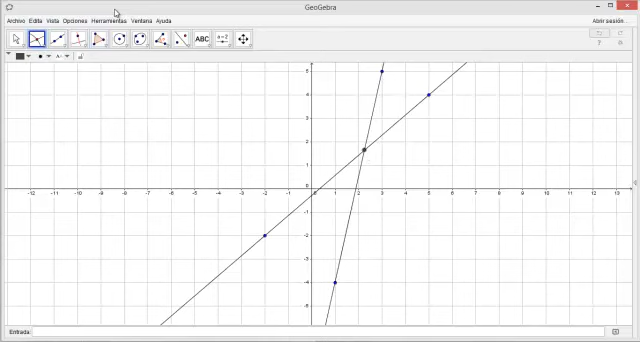 GeoGebra
Archivo Edita Vista Opciones Herramientas Ventana Ayuda
Abrir sesión...
ABC
a=2
5
4
2
1
0
-12 -11 -10 -9 -8 -7 -6 -5 -4 -3 -2 -1 0 1 2 3 4 5 6 7 8 9 10 11 12 13
-1
-2
-3
-4
-5
Entrada: